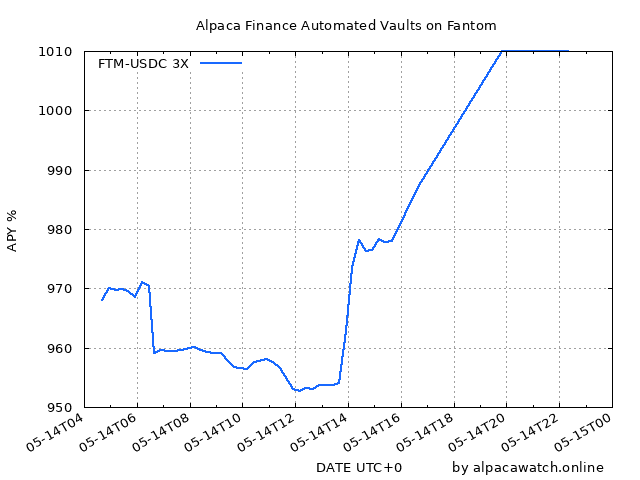 Alpaca Finance Automated Vaults on Fantom
FTM-USDC 3X
1010
1000
990
980
970
960
950
APY %
05-14T04
05-14T06
05-14T08
05-14T10
05-14T12
05-14T14
05-14T16
05-14T18
05-14T20
05-14T22
05-15T00
DATE UTC+0
by alpacawatch.online